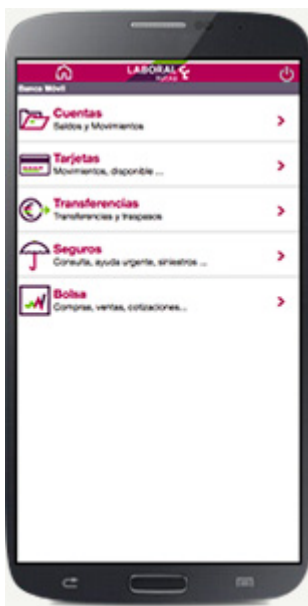 LABORAL
kutxa
Banca Móvil
Cuentas
Saldos y Movimientos
Tarjetas
Movimientos, disponible ...
Transferencias
Transferencias y traspasos
Seguros
Consulta, ayuda urgente, siniestros ...
Bolsa
Compras, ventas, cotizaciones...